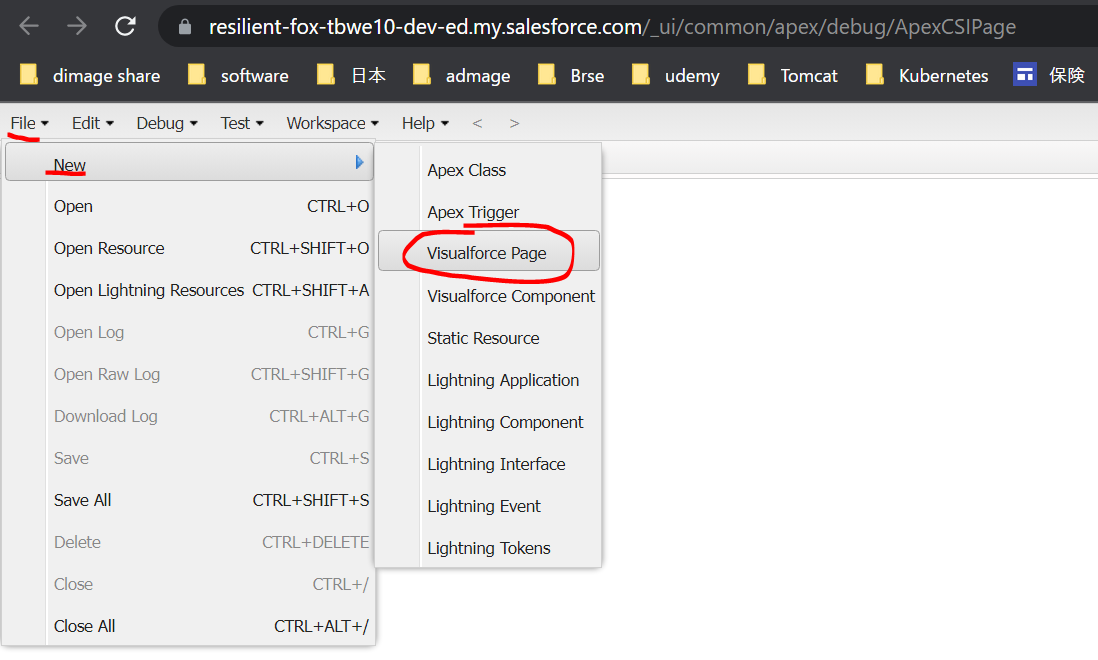 resilient-fox-tbwe10-dev-ed.my.salesforce.com/_ui/common/apex/debug/ApexCSIPage
dimage share software 日本 admage Brse udemy Tomcat Kubernetes 保険
File Edit Debug Test Workspace Help < >
New
Open CTRL+O
Open Resource CTRL+SHIFT+O
Open Lightning Resources CTRL+SHIFT+A
Open Log CTRL+G
Open Raw Log CTRL+SHIFT+G
Download Log CTRL+ALT+G
Save CTRL+S
Save All CTRL+SHIFT+S
Delete CTRL+DELETE
Close CTRL+/
Close All CTRL+ALT+/
Apex Class
Apex Trigger
Visualforce Page
Visualforce Component
Static Resource
Lightning Application
Lightning Component
Lightning Interface
Lightning Event
Lightning Tokens